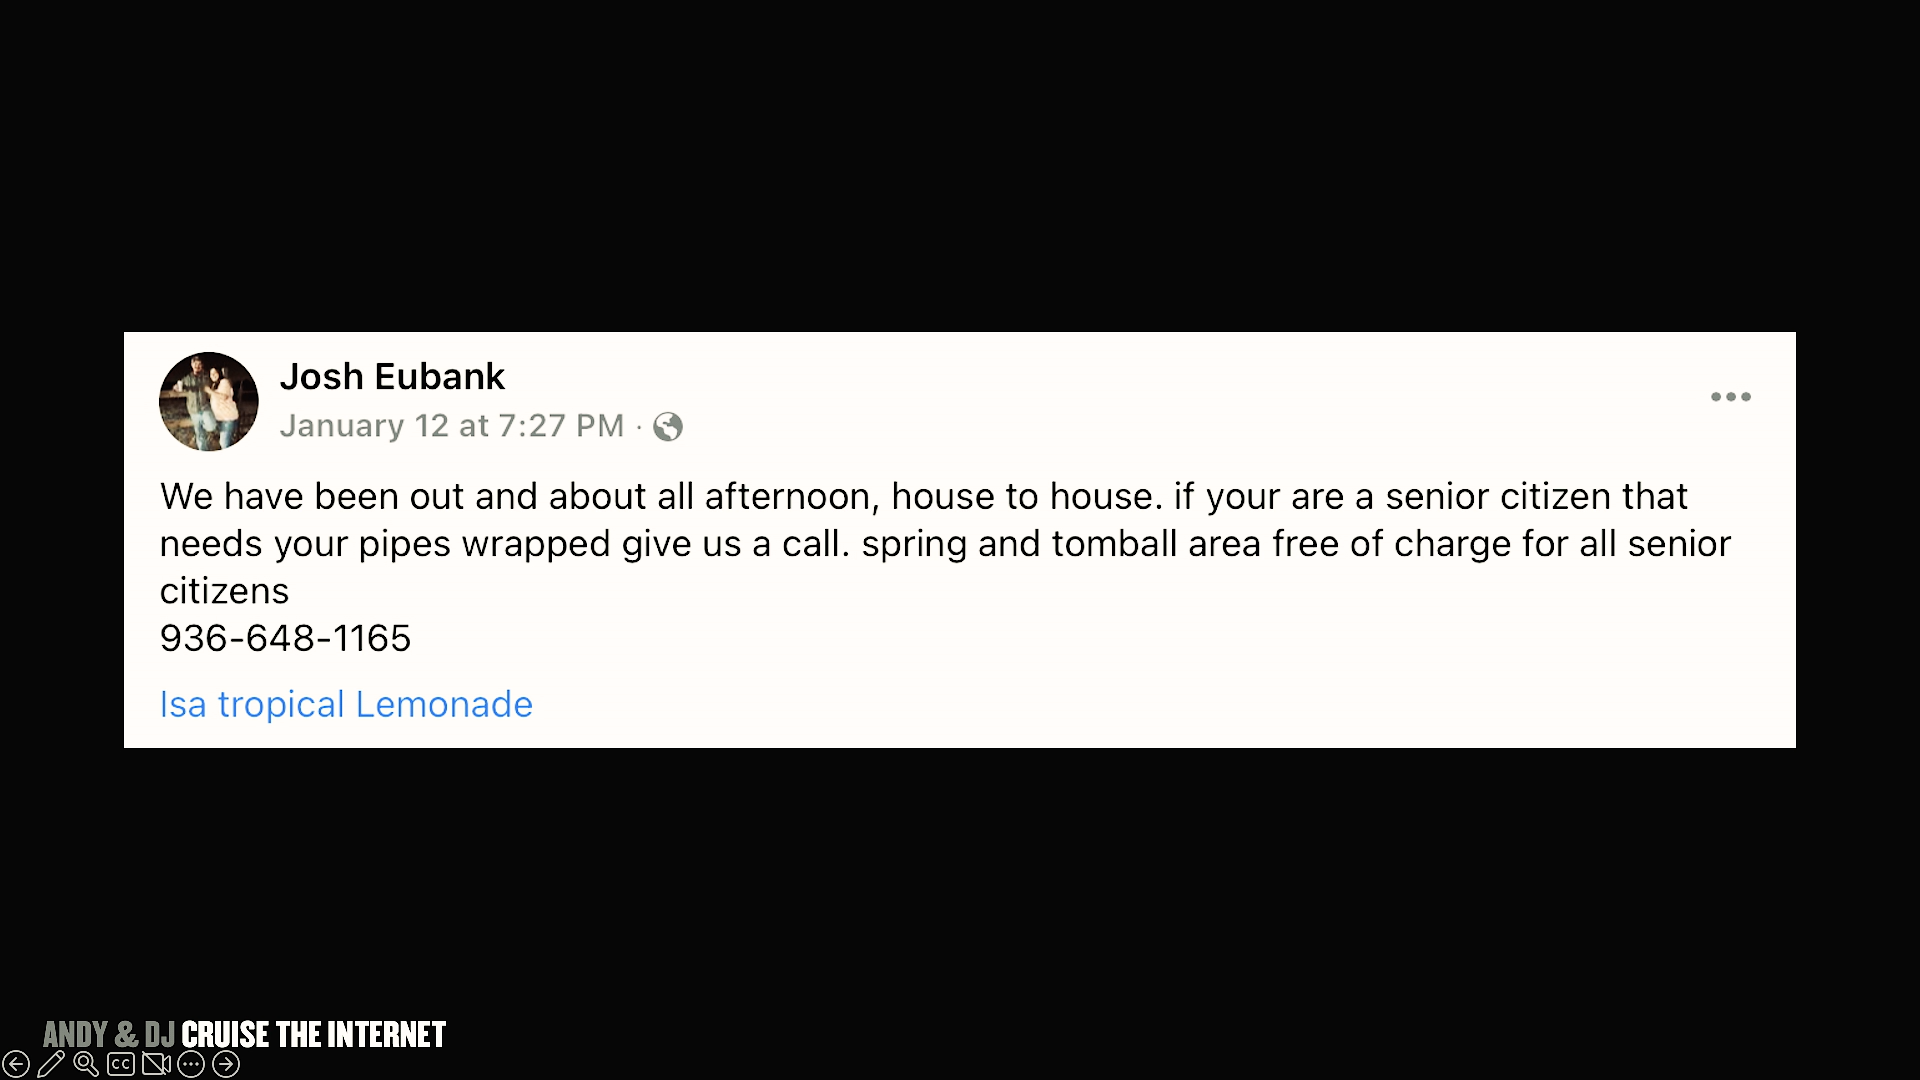 Josh Eubank
January 12 at 7:27 PM ·
We have been out and about all afternoon, house to house. if your are a senior citizen that
needs your pipes wrapped give us a call. spring and tomball area free of charge for all senior
citizens
936-648-1165
Isa tropical Lemonade
ANDY & DJ CRUISE THE INTERNET
CC